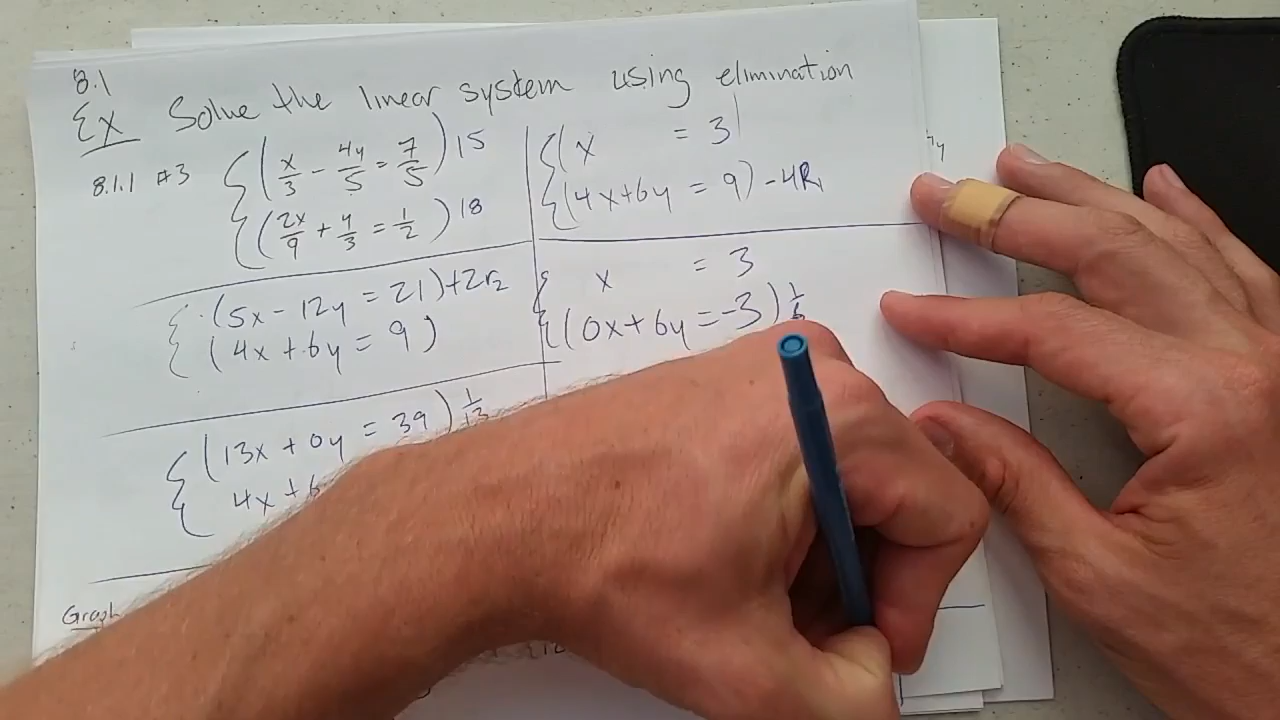 8.1
Ex Solve the linear system using elimination
8.1.1 #3
{(x/3 - 4y/5 = 7/5) 15
{(2x/9 + y/3 = 1/2) 18
{(5x - 12y = 21) + 2r2
{(4x + 6y = 9)
{(13x + 0y = 39) 1/13
{4x + 6
Graph
{(x = 3
{(4x+6y = 9) -4R1
{x = 3
{(0x+6y = -3) 1/6